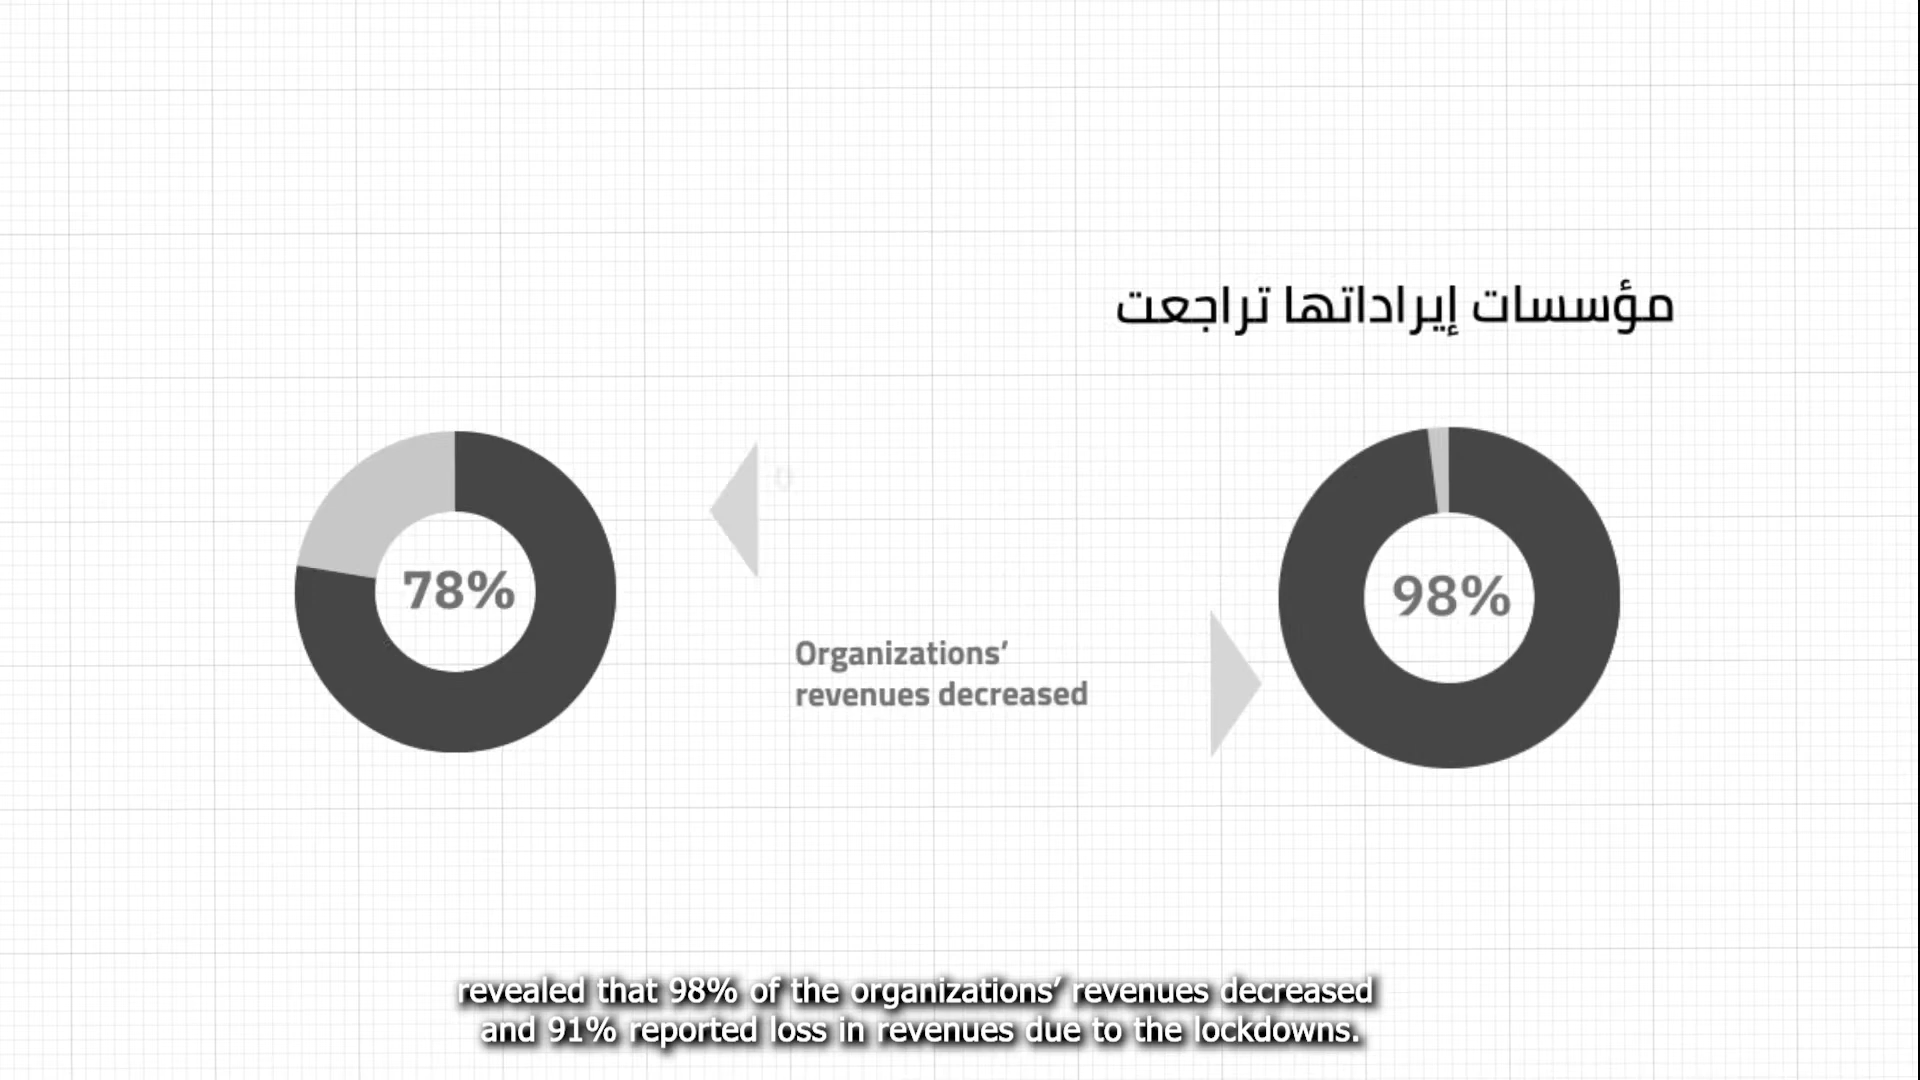 مؤسسات إيراداتها تراجعت
78%
98%
Organizations’
revenues decreased
revealed that 98% of the organizations’ revenues decreased
and 91% reported loss in revenues due to the lockdowns.